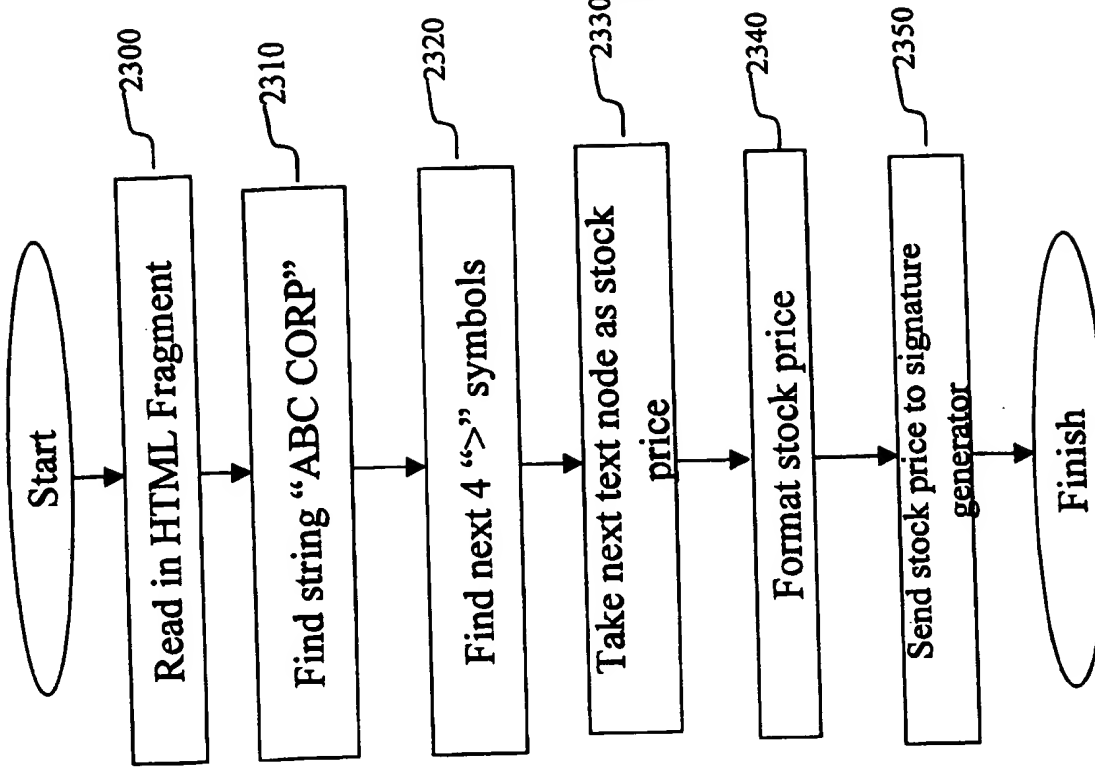 Start
Read in HTML Fragment
2300
Find string “ABC CORP”
2310
Find next 4 “>” symbols
2320
Take next text node as stock
price
2330
Format stock price
2340
Send stock price to signature
generator
2350
Finish